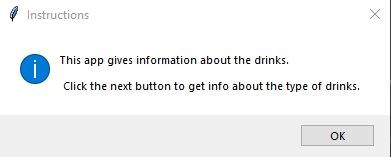 Instructions
This app gives information about the drinks.
Click the next button to get info about the type of drinks.
OK